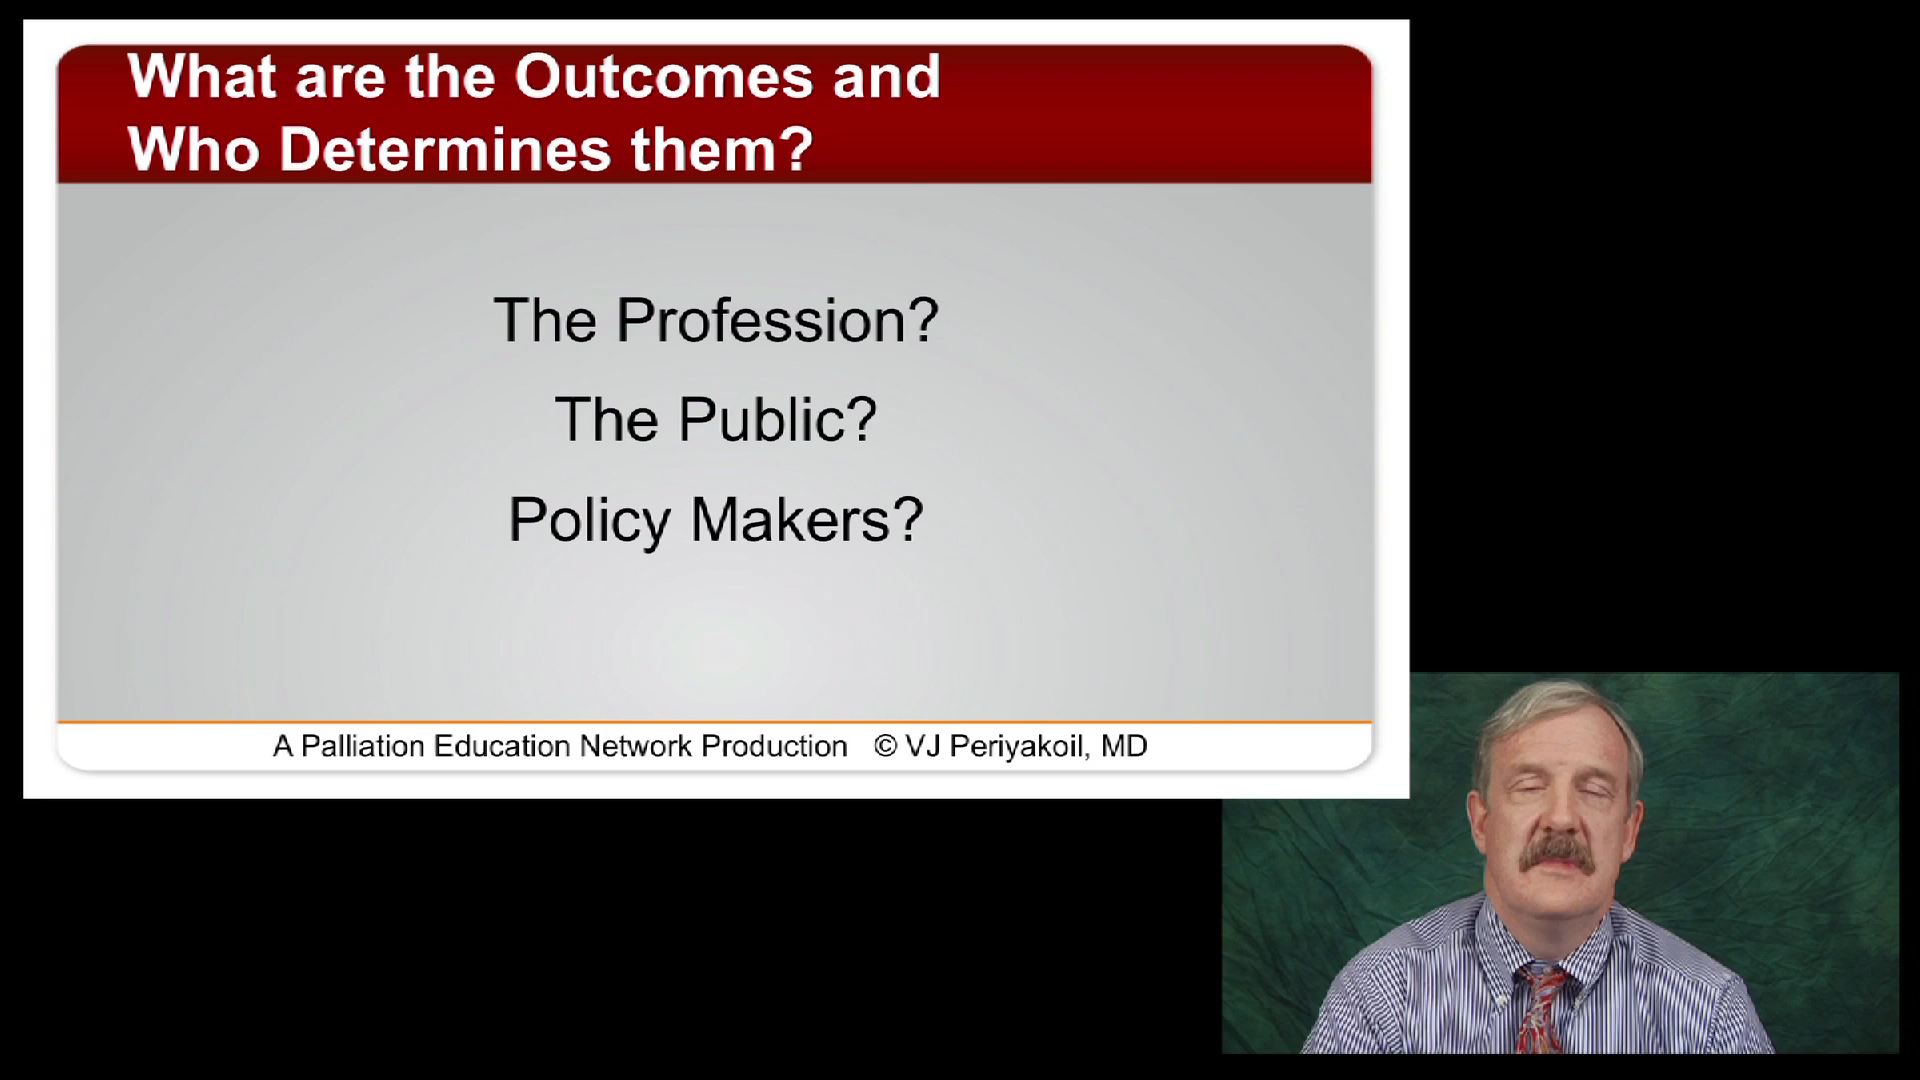 What are the Outcomes and
Who Determines them?
The Profession?
The Public?
Policy Makers?
A Palliation Education Network Production © VJ Periyakoil, MD